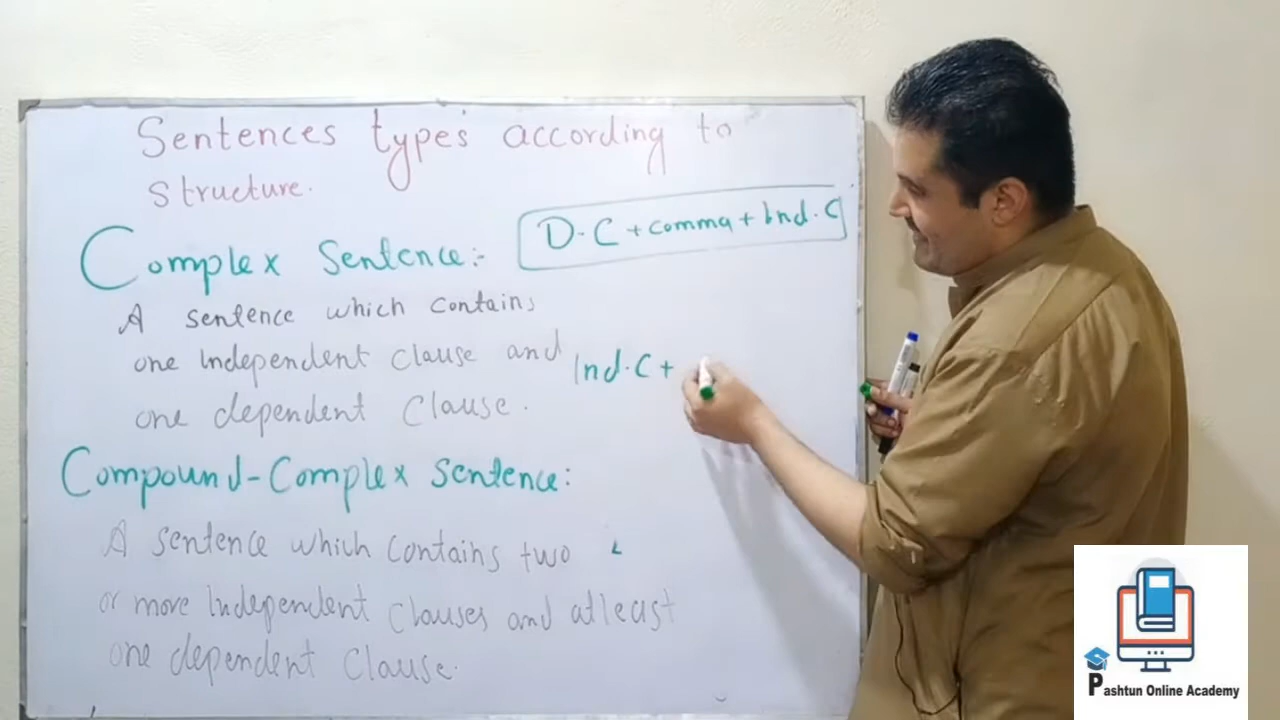 Sentences types according to
structure.
Complex Sentence:-
D.C + comma + Ind.C
A sentence which contains
one Independent Clause and
one dependent Clause.
Ind.C +
Compound-Complex Sentence:
A sentence which contains two
or more Independent Clauses and atleast
one dependent Clause.
Pashtun Online Academy